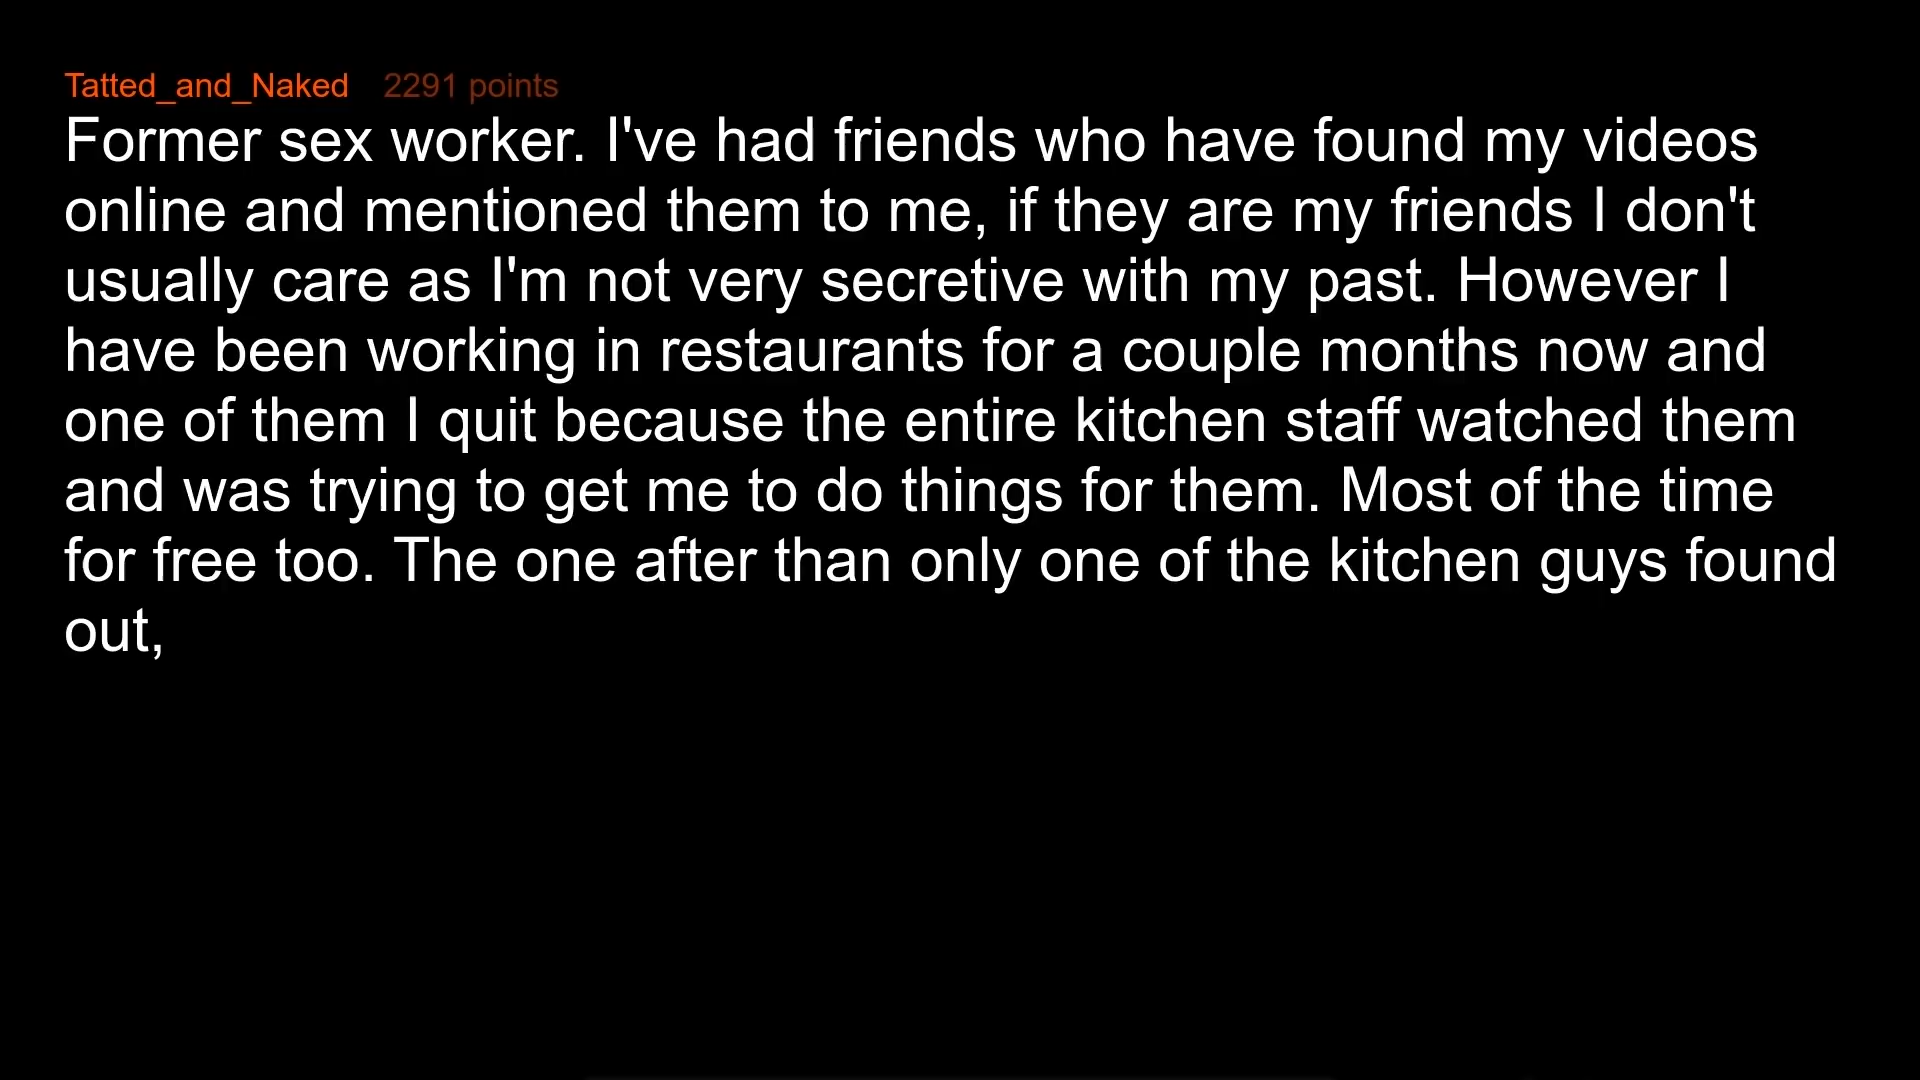 Tatted_and_Naked 2291 points
Former sex worker. I've had friends who have found my videos
online and mentioned them to me, if they are my friends I don't
usually care as I'm not very secretive with my past. However I
have been working in restaurants for a couple months now and
one of them I quit because the entire kitchen staff watched them
and was trying to get me to do things for them. Most of the time
for free too. The one after than only one of the kitchen guys found
out,